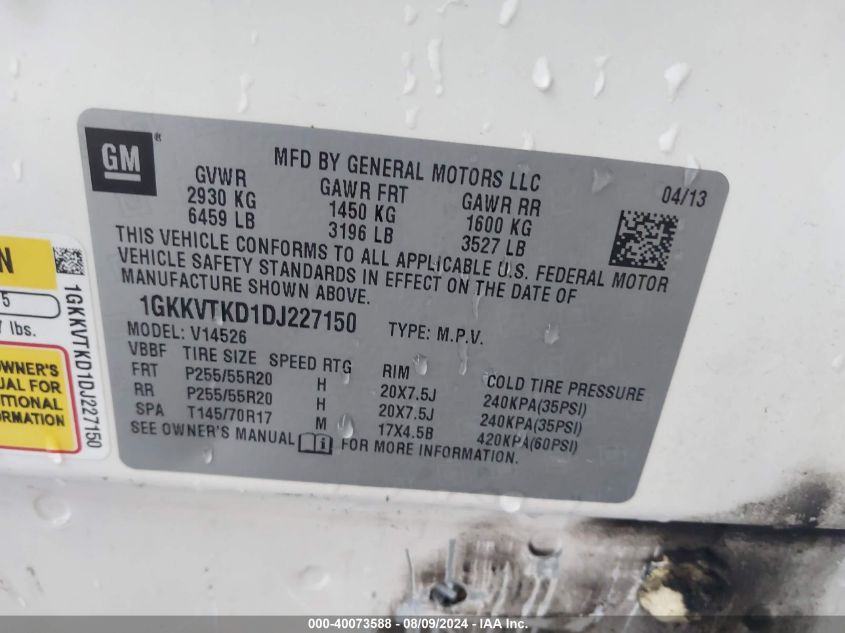 GM®
MFD BY GENERAL MOTORS LLC
04/13
GVWR GAWR FRT GAWR RR
2930 KG 1450 KG 1600 KG
6459 LB 3196 LB 3527 LB
THIS VEHICLE CONFORMS TO ALL APPLICABLE U.S. FEDERAL MOTOR
VEHICLE SAFETY STANDARDS IN EFFECT ON THE DATE OF
MANUFACTURE SHOWN ABOVE.
1GKKVTKD1DJ227150 TYPE: M.P.V.
MODEL: V14526
VBBF TIRE SIZE SPEED RTG RIM COLD TIRE PRESSURE
FRT P255/55R20 H 20X7.5J 240KPA(35PSI)
RR P255/55R20 H 20X7.5J 240KPA(35PSI)
SPA T145/70R17 M 17X4.5B 420KPA(60PSI)
SEE OWNER'S MANUAL i FOR MORE INFORMATION.
N
5
lbs.
OWNER'S
UAL FOR
ITIONAL
ORMATION
1GKKVTKD1DJ227150
000-40073588 - 08/09/2024 - IAA Inc.